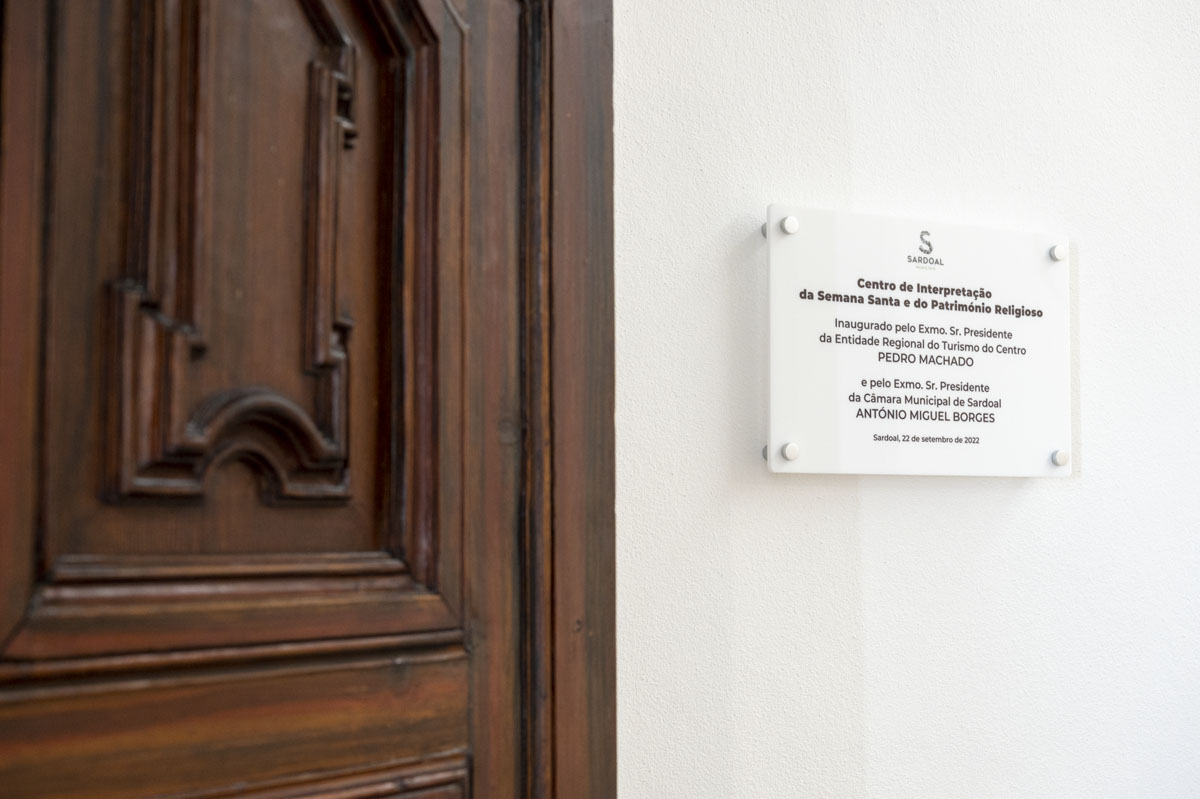 SARDOAL
Centro de Interpretação
da Semana Santa e do Património Religioso
Inaugurado pelo Exmo. Sr. Presidente
da Entidade Regional do Turismo do Centro
PEDRO MACHADO
e pelo Exmo. Sr. Presidente
da Câmara Municipal de Sardoal
ANTÓNIO MIGUEL BORGES
Sardoal, 22 de setembro de 2022